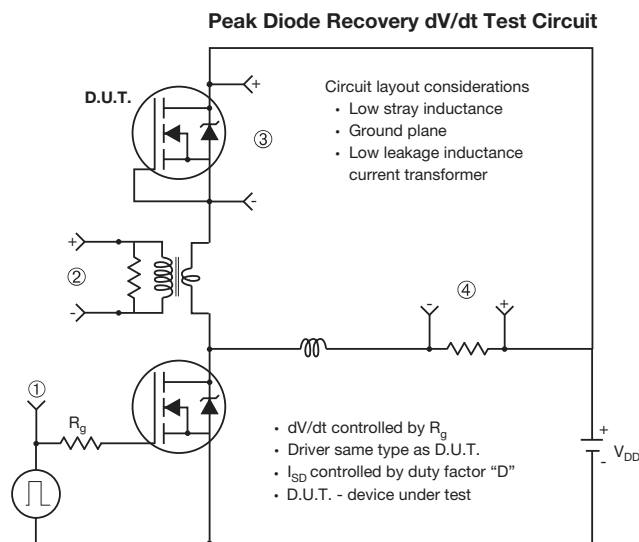 Peak Diode Recovery dV/dt Test Circuit
D.U.T.
+
Circuit layout considerations
• Low stray inductance
• Ground plane
• Low leakage inductance
current transformer
③
-
+
②
-
④
- +
①
Rg
• dV/dt controlled by Rg
• Driver same type as D.U.T.
• ISD controlled by duty factor “D”
• D.U.T. - device under test
+
VDD
-